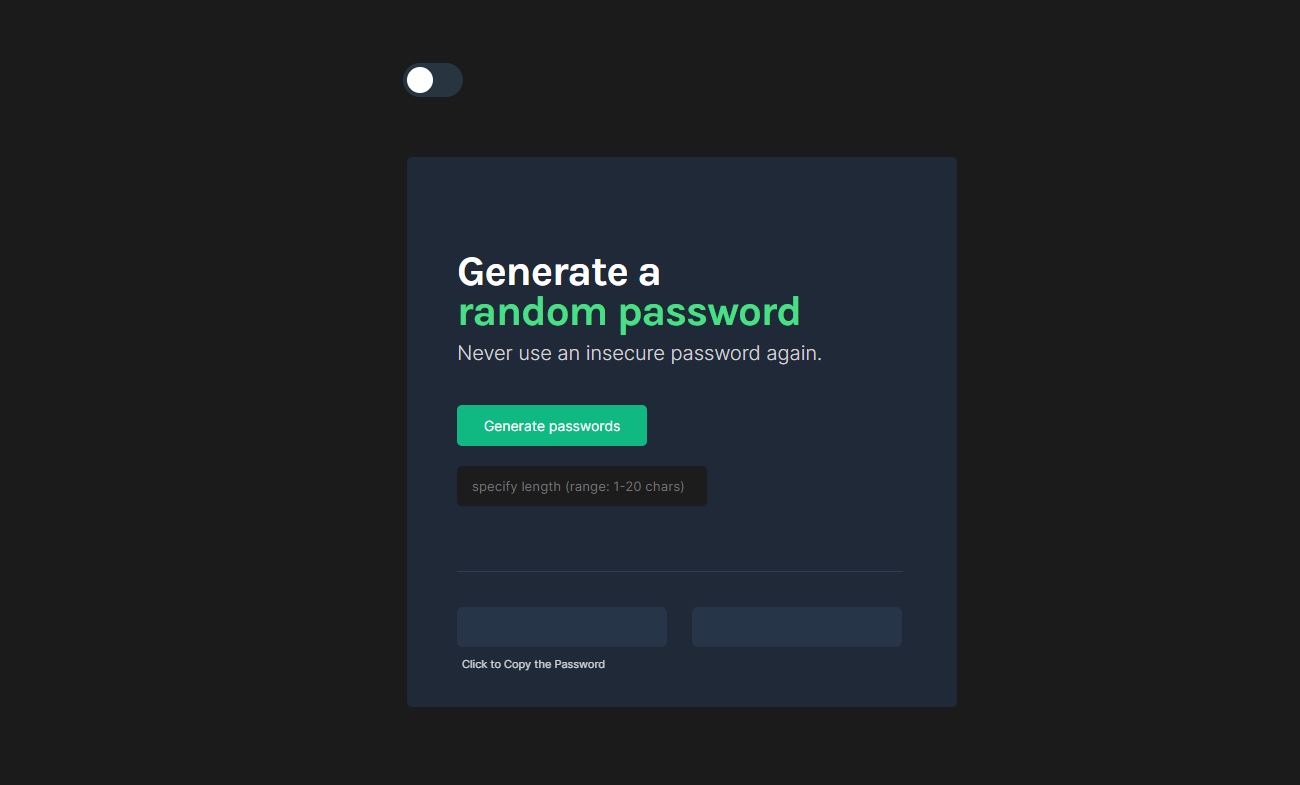 Generate a
random password
Never use an insecure password again.
Generate passwords
specify length (range: 1-20 chars)
Click to Copy the Password